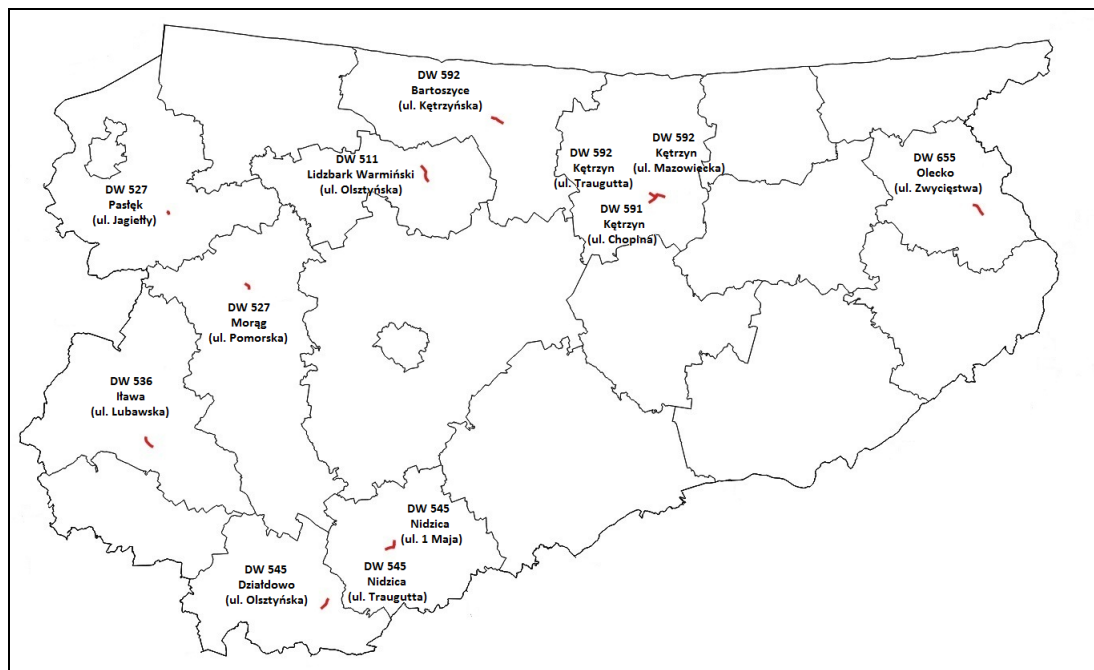 DW 592
Bartoszyce
(ul. Kętrzyńska)
DW 511
Lidzbark Warmiński
(ul. Olsztyńska)
DW 592
Kętrzyn
(ul. Traugutta)
DW 592
Kętrzyn
(ul. Mazowiecka)
DW 591
Kętrzyn
(ul. Chopina)
DW 655
Olecko
(ul. Zwycięstwa)
DW 527
Pasłęk
(ul. Jagiełły)
DW 527
Morąg
(ul. Pomorska)
DW 536
Iława
(ul. Lubawska)
DW 545
Nidzica
(ul. 1 Maja)
DW 545
Nidzica
(ul. Traugutta)
DW 545
Działdowo
(ul. Olsztyńska)